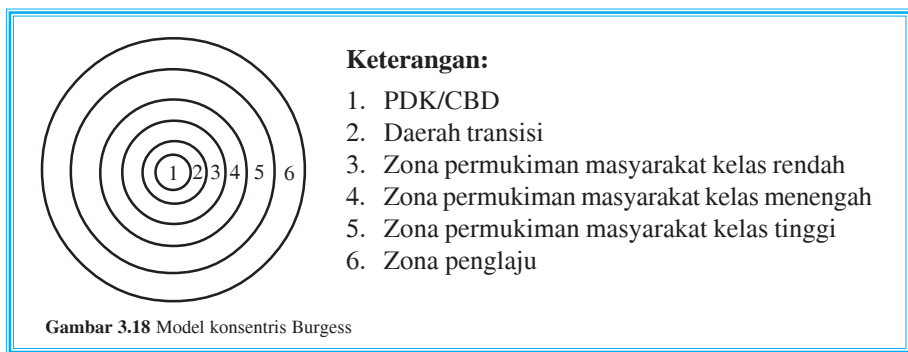 Keterangan:
1. PDK/CBD
2. Daerah transisi
3. Zona permukiman masyarakat kelas rendah
4. Zona permukiman masyarakat kelas menengah
5. Zona permukiman masyarakat kelas tinggi
6. Zona penglaju
1 2 3 4 5 6
Gambar 3.18 Model konsentris Burgess